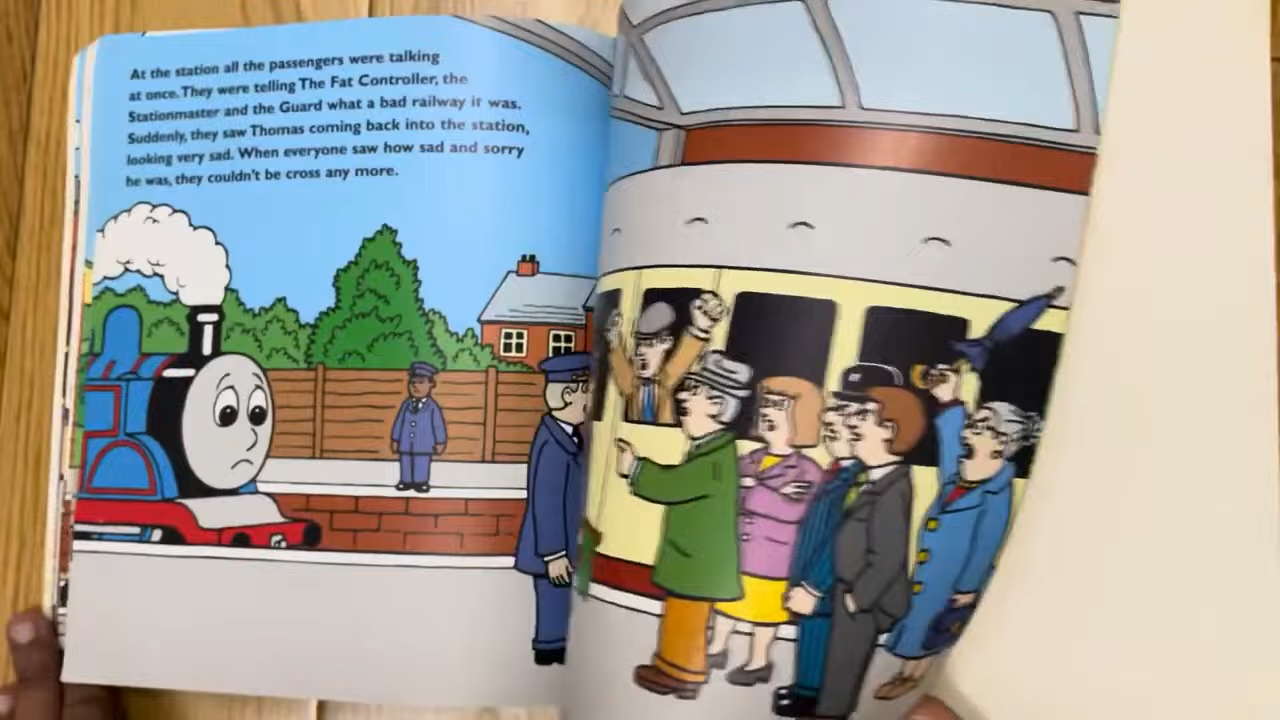 At the station all the passengers were talking
at once. They were telling The Fat Controller, the
Stationmaster and the Guard what a bad railway it was.
Suddenly, they saw Thomas coming back into the station,
looking very sad. When everyone saw how sad and sorry
he was, they couldn't be cross any more.